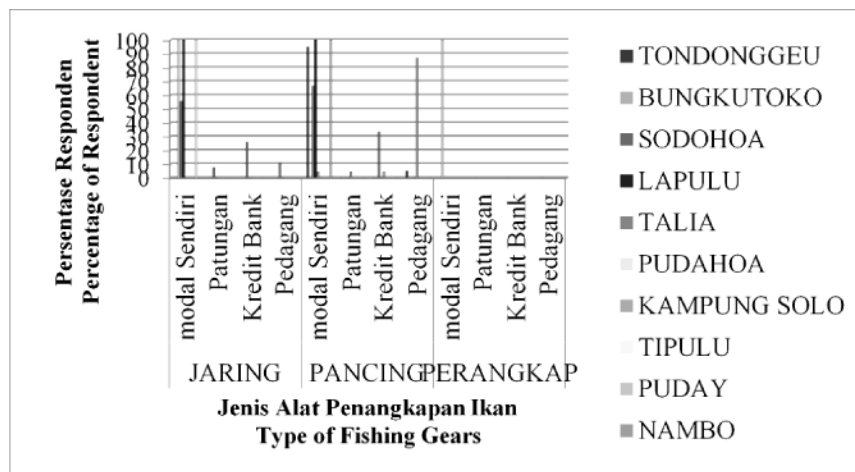 100
90
80
70
60
50
40
30
20
10
0
Persentase Responden
Percentage of Respondent
modal Sendiri
Patungan
Kredit Bank
Pedagang
modal Sendiri
Patungan
Kredit Bank
Pedagang
modal Sendiri
Patungan
Kredit Bank
Pedagang
JARING
PANCING
PERANGKAP
Jenis Alat Penangkapan Ikan
Type of Fishing Gears
TONDONGGEU
BUNGKUTOKO
SODOHOA
LAPULU
TALIA
PUDAHOA
KAMPUNG SOLO
TIPULU
PUDAY
NAMBO